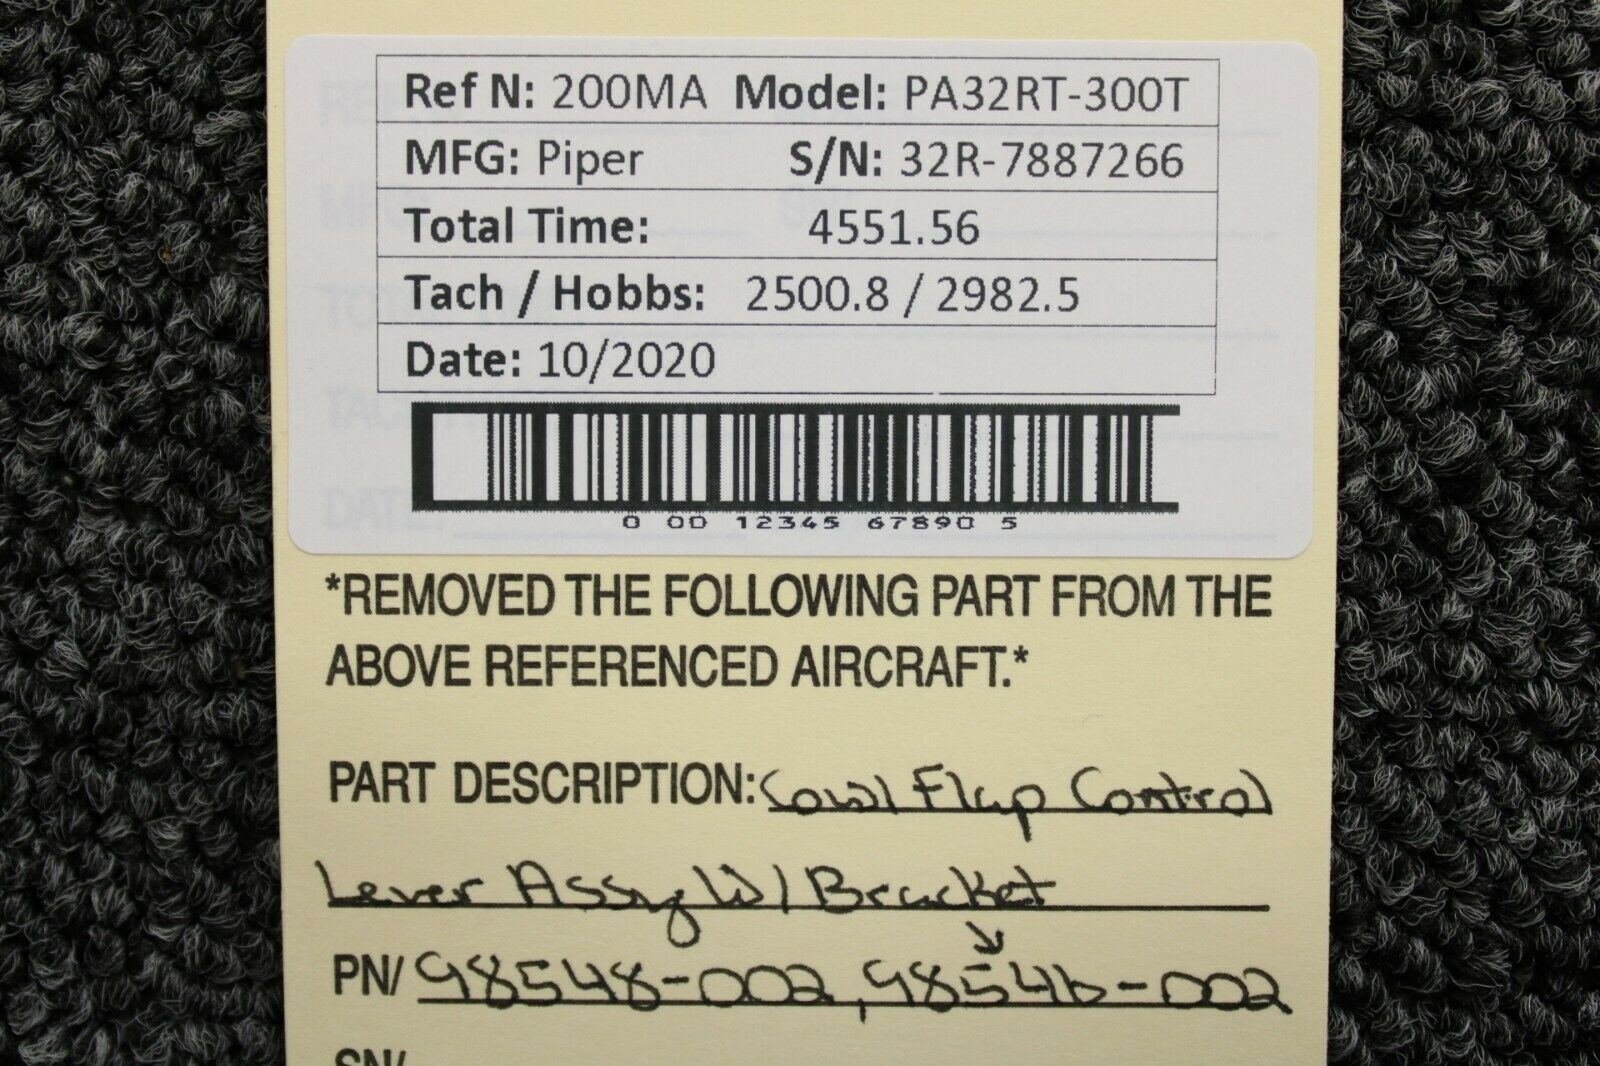 Ref N: 200MA Model: PA32RT-300T
MFG: Piper S/N: 32R-7887266
Total Time: 4551.56
Tach / Hobbs: 2500.8 / 2982.5
Date: 10/2020
0 00 12345 67890 5
*REMOVED THE FOLLOWING PART FROM THE
ABOVE REFERENCED AIRCRAFT.*
PART DESCRIPTION: Cowl Flap Control
Lever Assy W/ Bracket
PN/ 98548-002, 98546-002
SN/